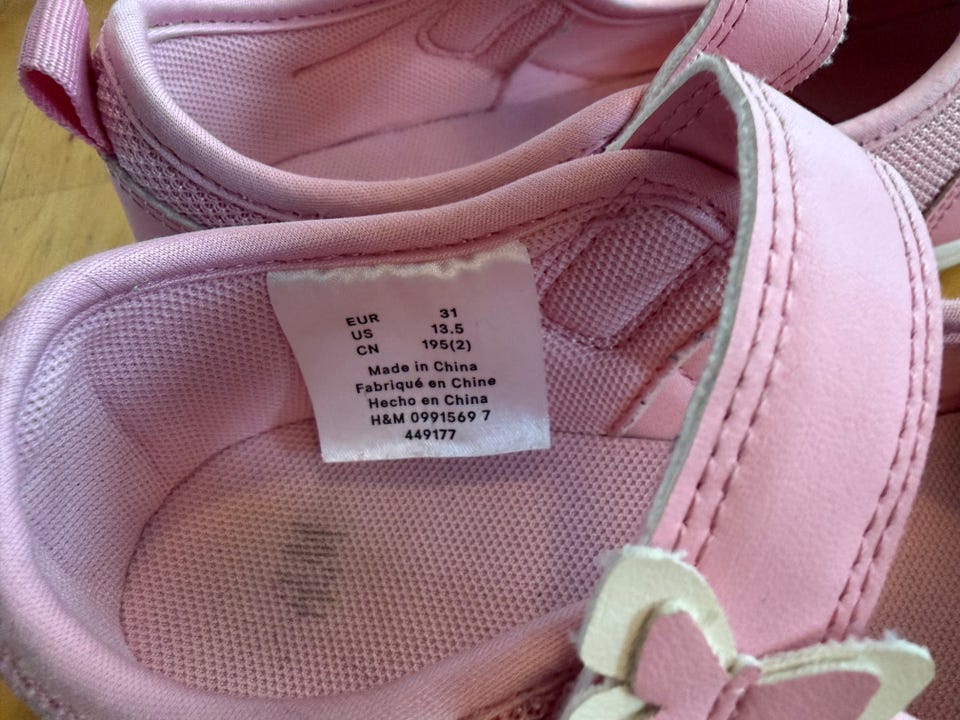 EUR 31
US 13.5
CN 195(2)
Made in China
Fabriqué en Chine
Hecho en China
H&M 0991569 7
449177